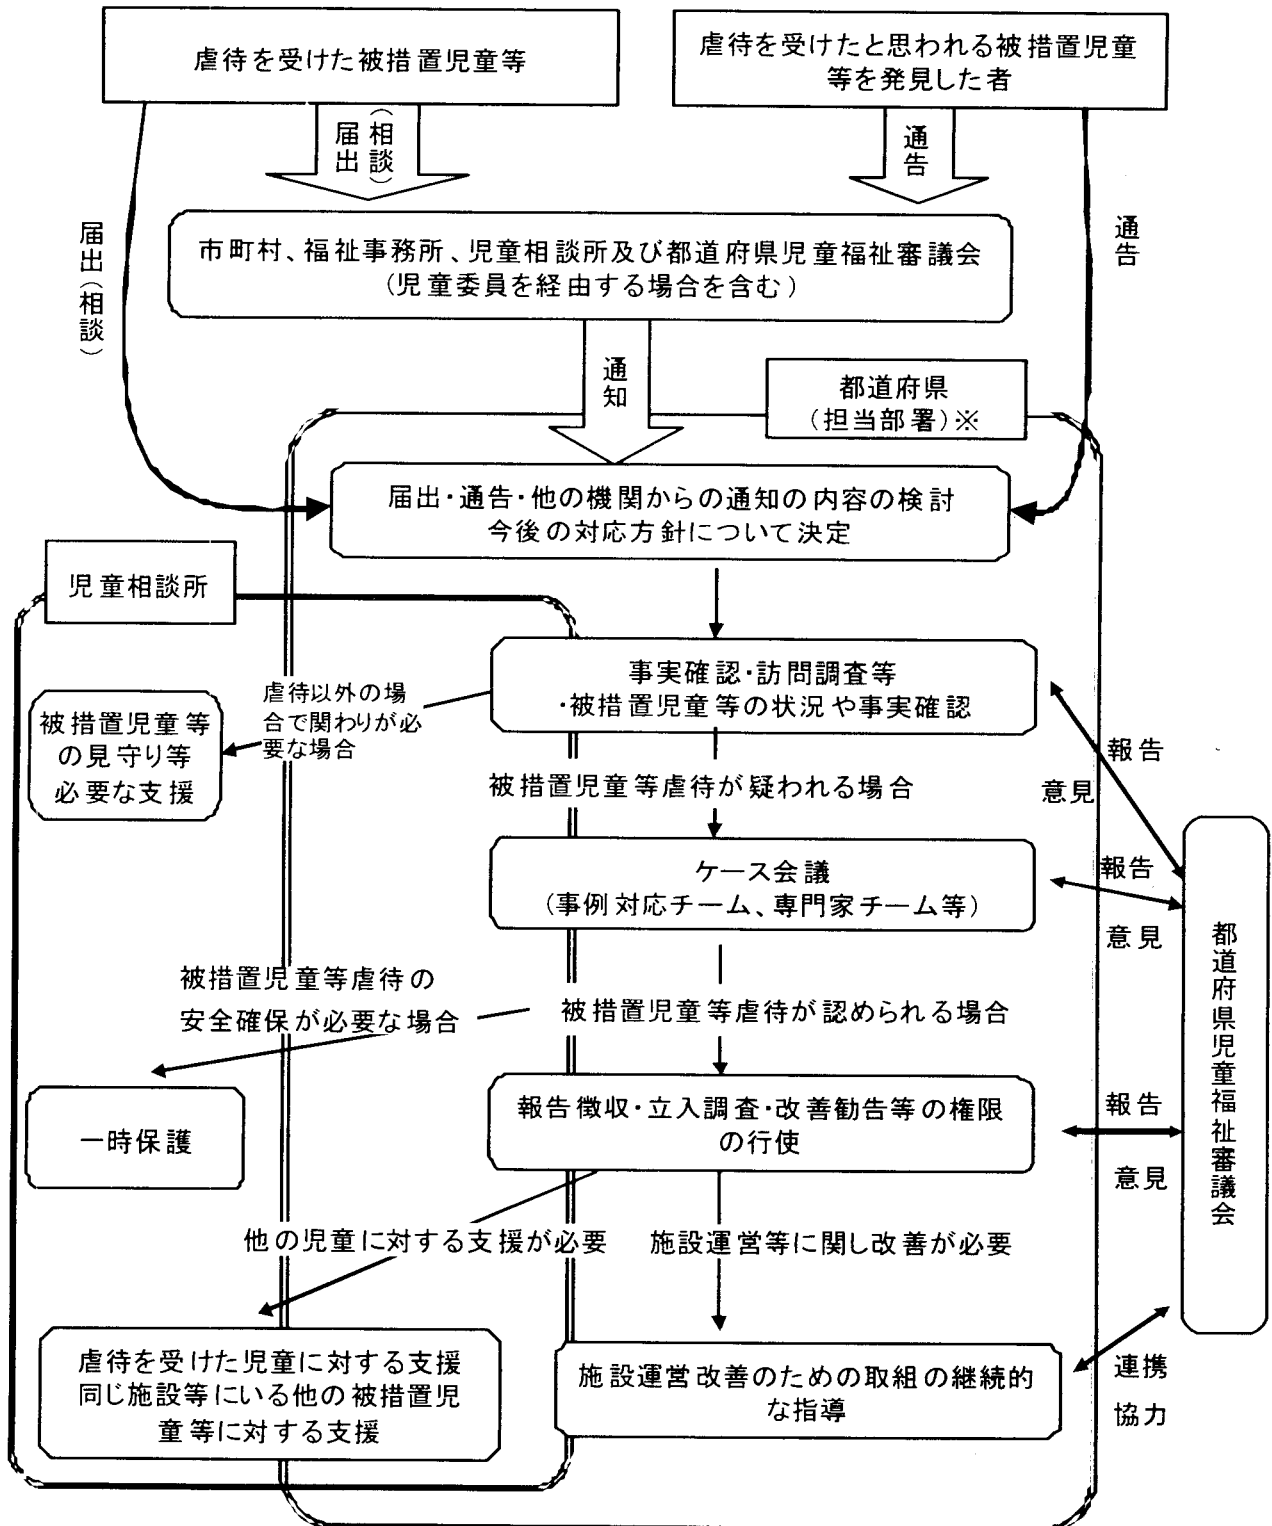 虐待を受けた被措置児童等
虐待を受けたと思われる被措置児童
等を発見した者
届出
(相談)
通告
届出(相談)
通告
市町村、福祉事務所、児童相談所及び都道府県児童福祉審議会
(児童委員を経由する場合を含む)
通知
都道府県
(担当部署)※
届出・通告・他の機関からの通知の内容の検討
今後の対応方針について決定
児童相談所
事実確認・訪問調査等
・被措置児童等の状況や事実確認
虐待以外の場
合で関わりが必
要な場合
被措置児童等
の見守り等
必要な支援
報告
意見
被措置児童等虐待が疑われる場合
ケース会議
(事例対応チーム、専門家チーム等)
報告
意見
都道府県児童福祉審議会
被措置児童等虐待の
安全確保が必要な場合
被措置児童等虐待が認められる場合
一時保護
報告徴収・立入調査・改善勧告等の権限
の行使
報告
意見
他の児童に対する支援が必要
施設運営等に関し改善が必要
虐待を受けた児童に対する支援
同じ施設等にいる他の被措置児
童等に対する支援
施設運営改善のための取組の継続的
な指導
連携
協力